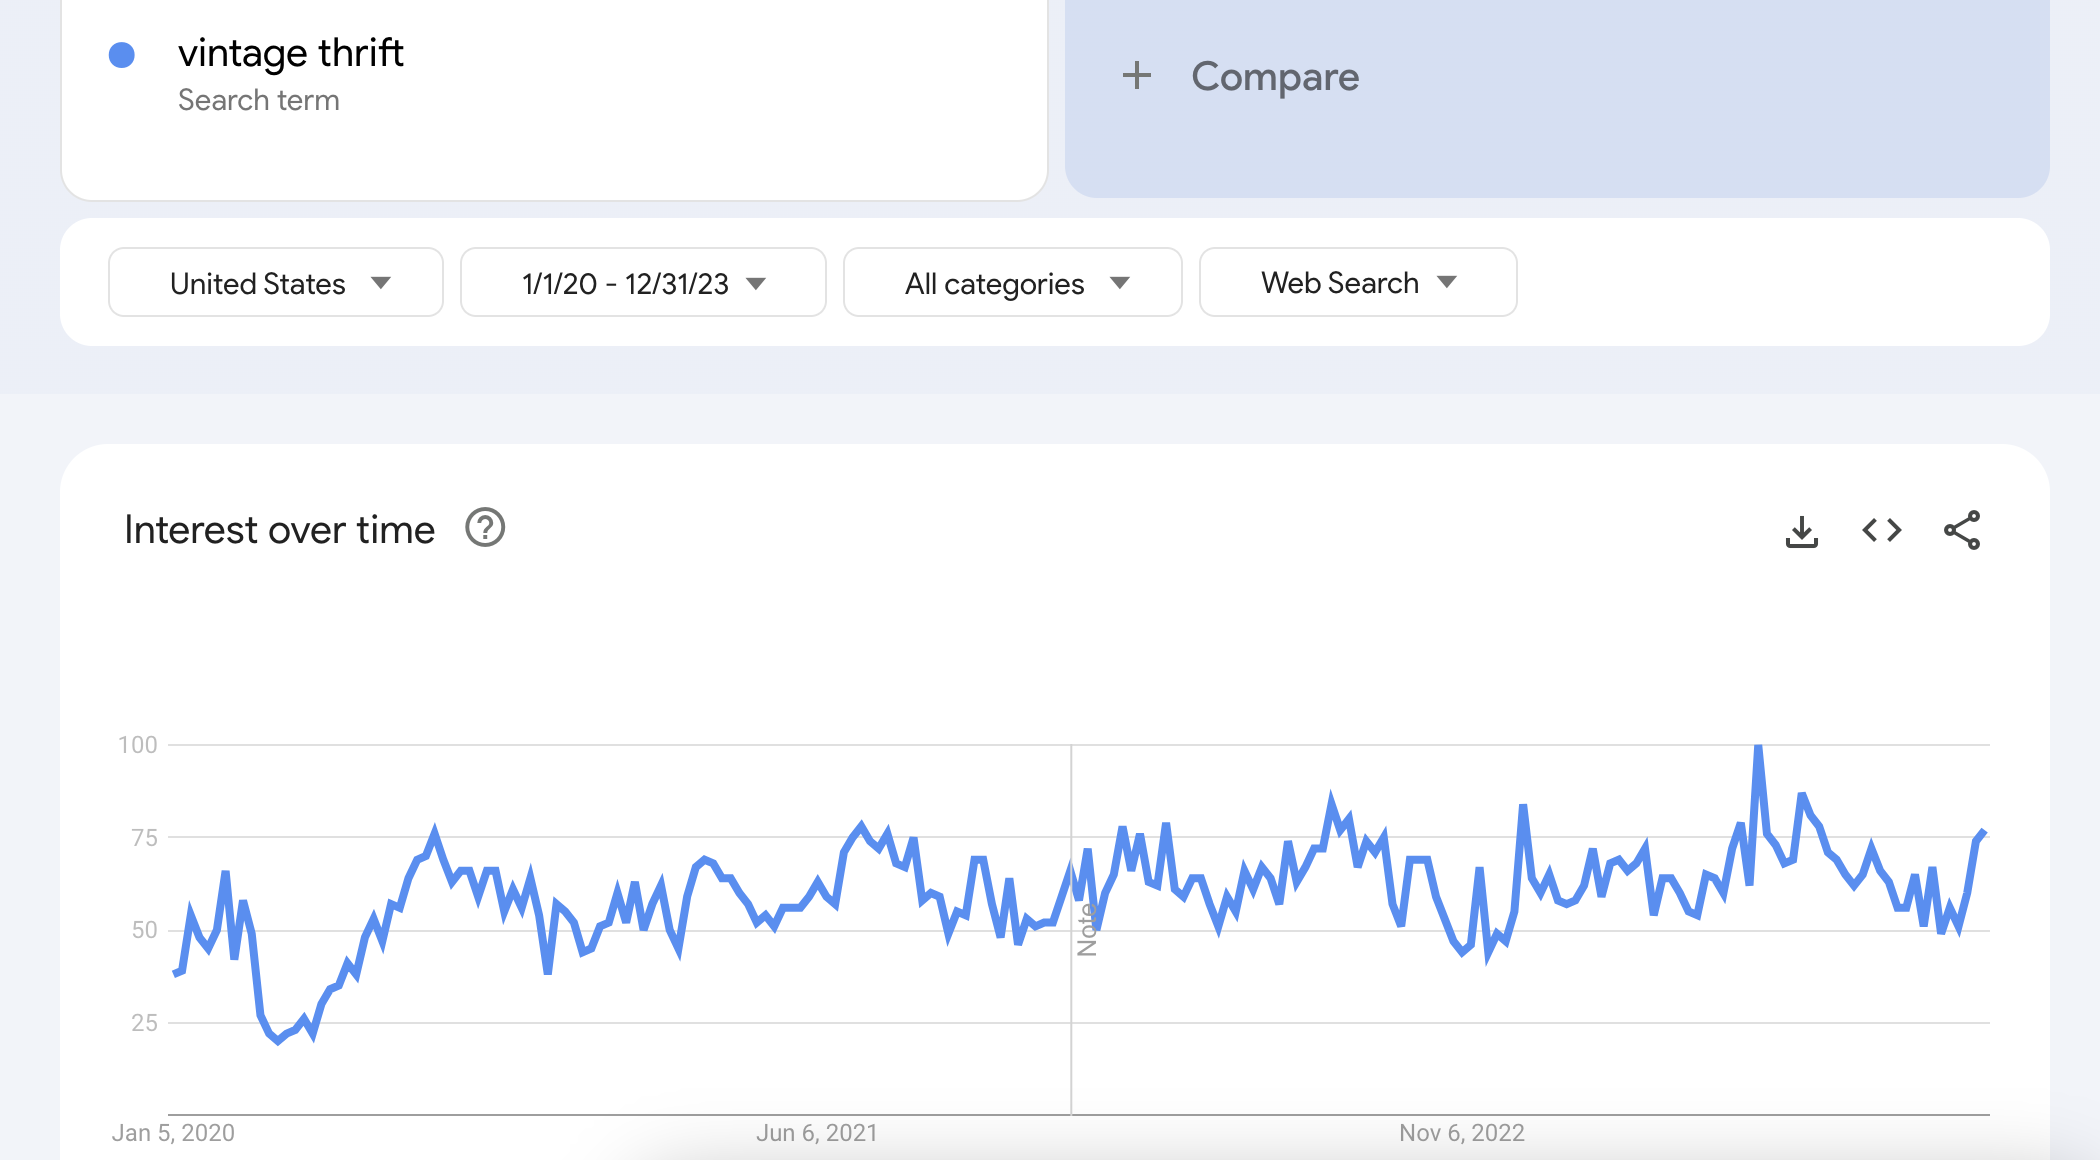 vintage thrift
Search term
+ Compare
United States
1/1/20 - 12/31/23
All categories
Web Search
Interest over time
?
100
75
50
25
Note
Jan 5, 2020
Jun 6, 2021
Nov 6, 2022